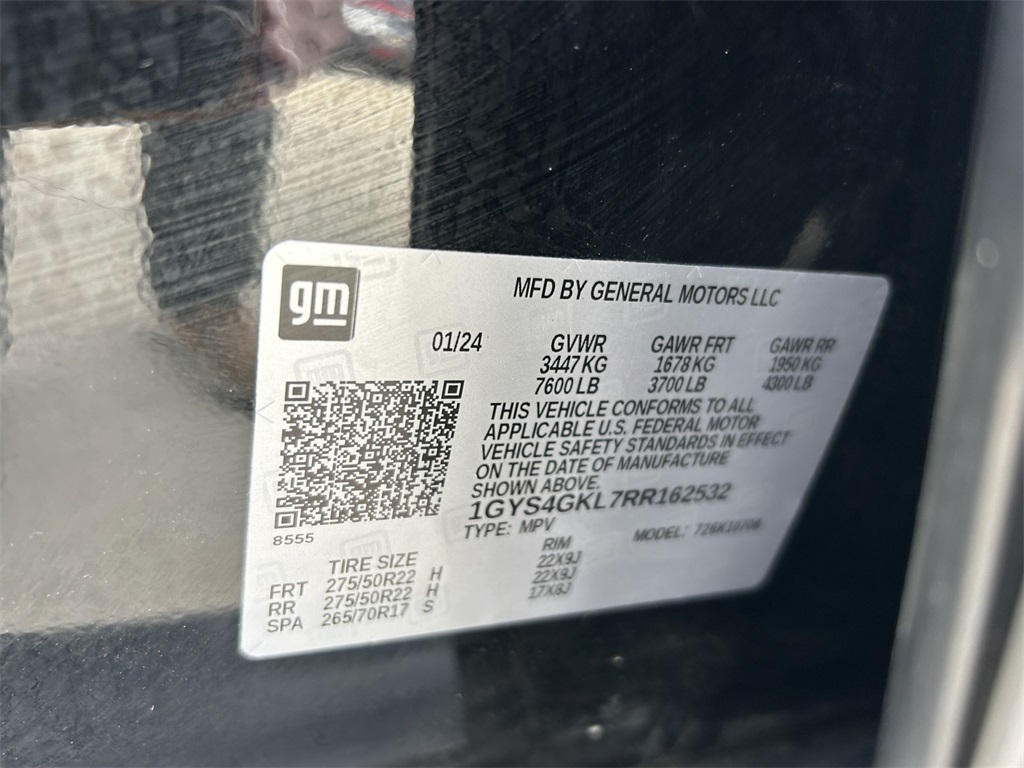 gm
MFD BY GENERAL MOTORS LLC
01/24 GVWR GAWR FRT GAWR RR
3447 KG 1678 KG 1950 KG
7600 LB 3700 LB 4300 LB
THIS VEHICLE CONFORMS TO ALL
APPLICABLE U.S. FEDERAL MOTOR
VEHICLE SAFETY STANDARDS IN EFFECT
ON THE DATE OF MANUFACTURE
SHOWN ABOVE.
1GYS4GKL7RR162532
TYPE: MPV MODEL:
8555
TIRE SIZE RIM
FRT 275/50R22 H 22X9J
RR 275/50R22 H 22X9J
SPA 265/70R17 S 17X8J